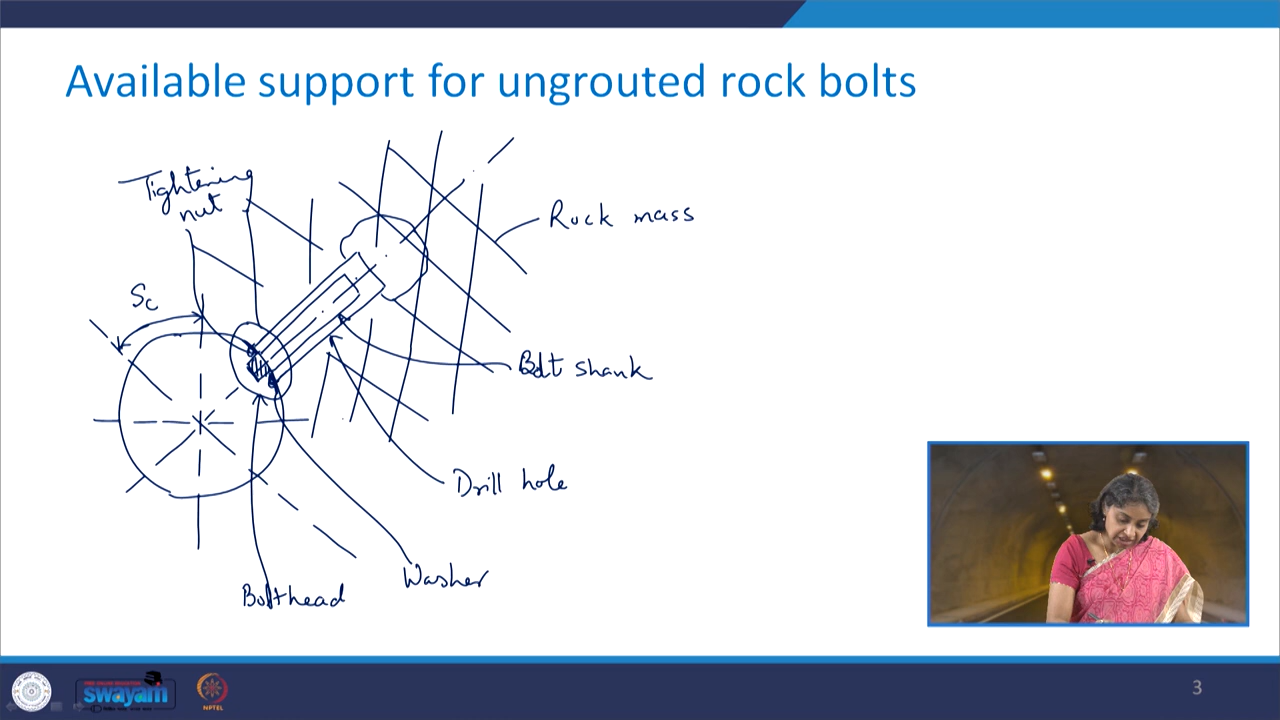 Available support for ungrouted rock bolts
Tightening
nut
Rock mass
Sc
Bolt shank
Drill hole
Washer
Bolthead
swayam
NPTEL
3